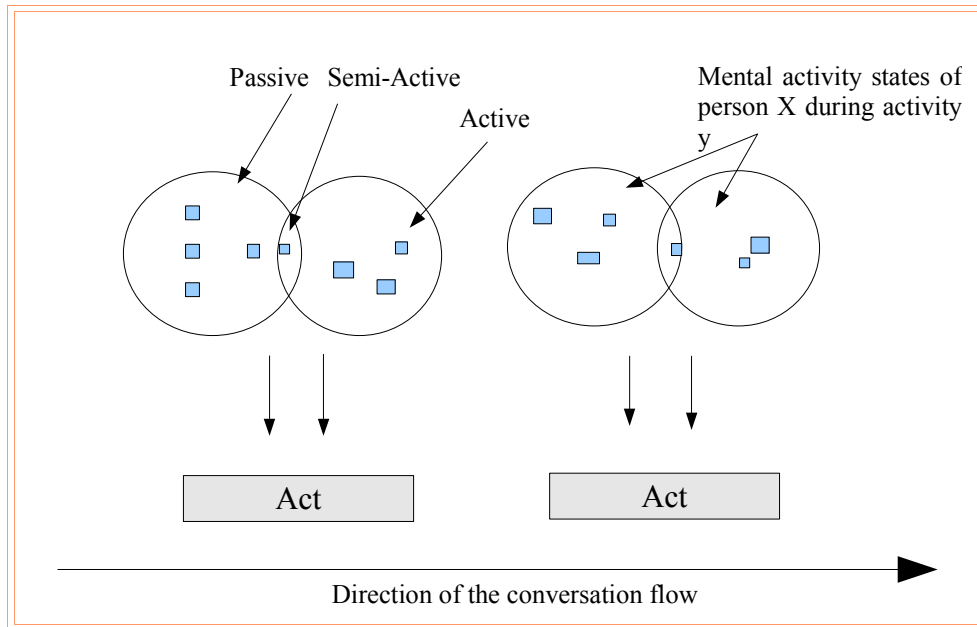 Passive Semi-Active
Active
Mental activity states of
person X during activity
y
Act
Act
Direction of the conversation flow